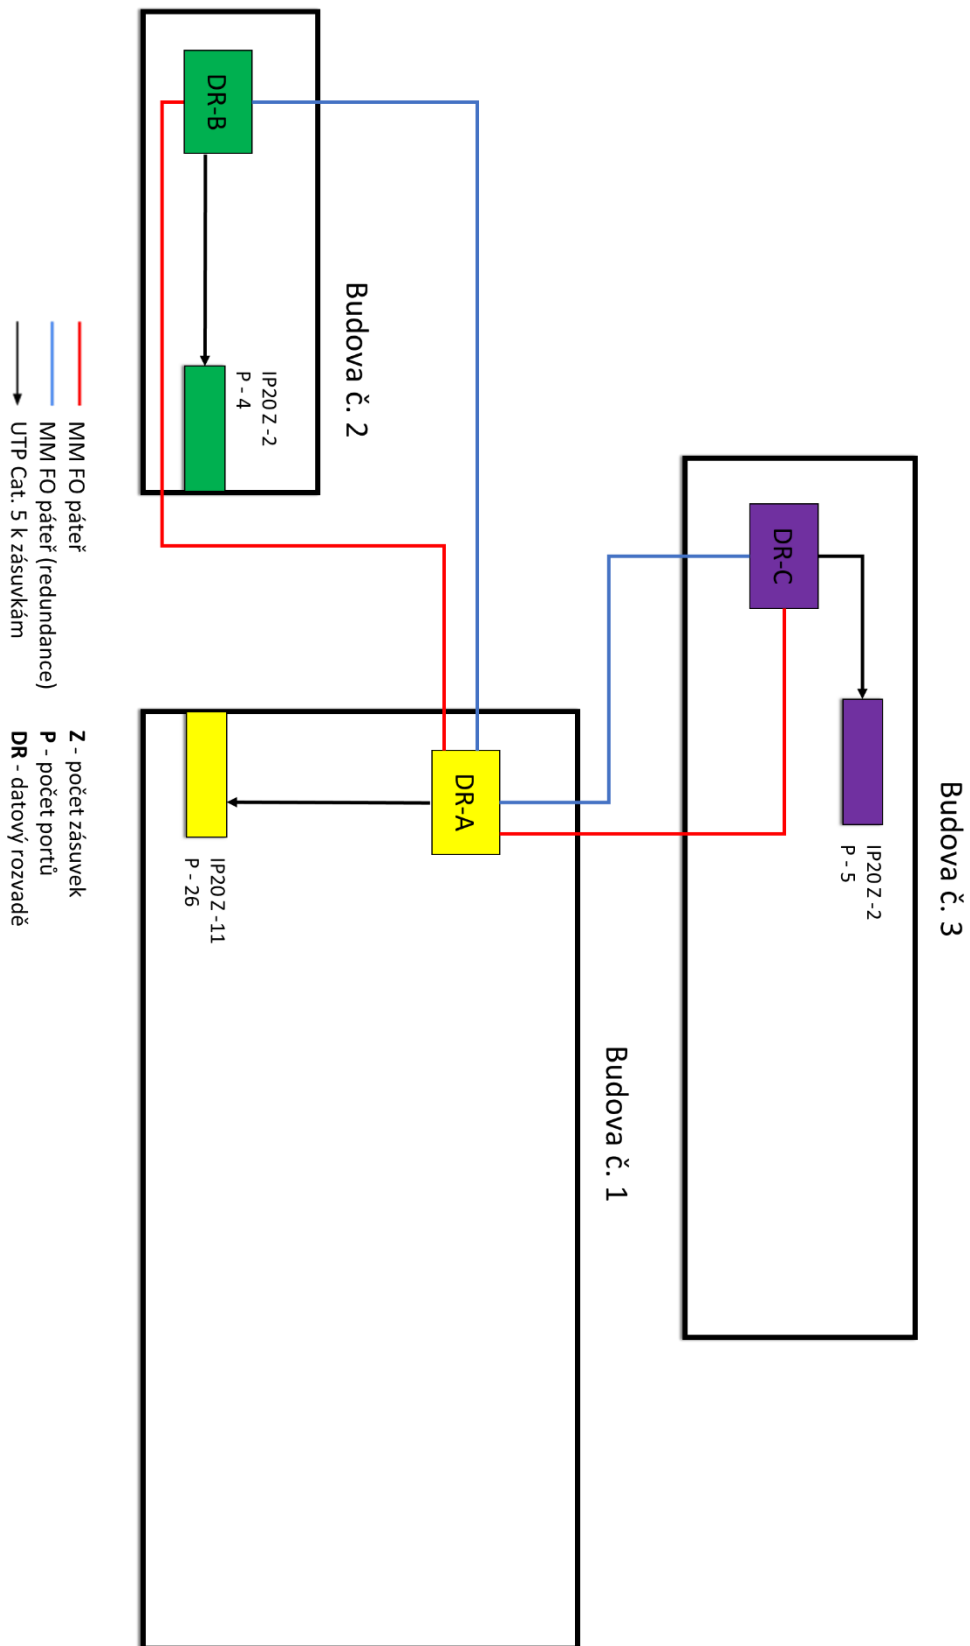 Budova č. 3
DR-C
IP20 Z -2
P - 5
Budova č. 2
DR-B
IP20 Z -2
P - 4
Budova č. 1
DR-A
IP20 Z -11
P - 26
MM FO páteř
MM FO páteř (redundance)
UTP Cat. 5 k zásuvkám
Z - počet zásuvek
P - počet portů
DR - datový rozvadě